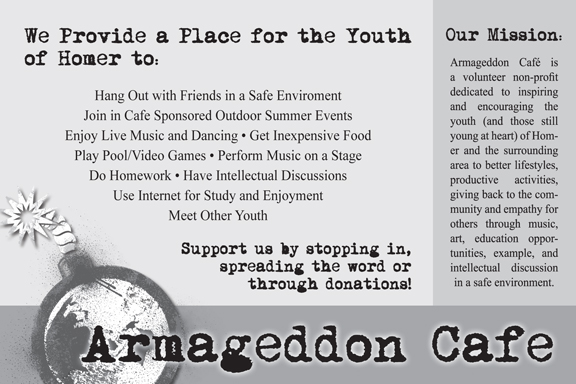 We Provide a Place for the Youth
of Homer to:
Hang Out with Friends in a Safe Enviroment
Join in Cafe Sponsored Outdoor Summer Events
Enjoy Live Music and Dancing • Get Inexpensive Food
Play Pool/Video Games • Perform Music on a Stage
Do Homework • Have Intellectual Discussions
Use Internet for Study and Enjoyment
Meet Other Youth
Support us by stopping in,
spreading the word or
through donations!
Our Mission:
Armageddon Café is
a volunteer non-profit
dedicated to inspiring
and encouraging the
youth (and those still
young at heart) of Hom-
er and the surrounding
area to better lifestyles,
productive activities,
giving back to the com-
munity and empathy for
others through music,
art, education oppor-
tunities, example, and
intellectual discussion
in a safe environment.
Armageddon Cafe